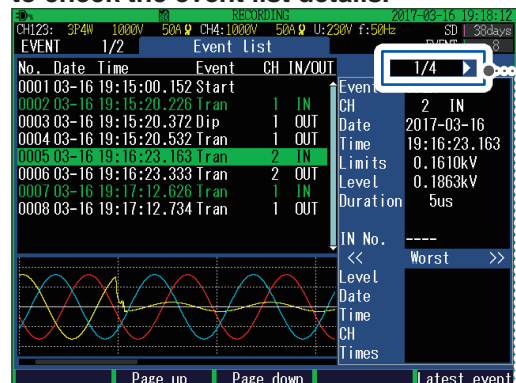 to check the event list details.
RECORDING 2017-03-16 19:18:12
CH123: 3P4W 1000V 50A CH4:1000V 50A U:230V f:50Hz SD 38days
EVENT 1/2 Event list EVENT 8
No. Date Time Event CH IN/OUT
1/4
0001 03-16 19:15:00.152 Start
0002 03-16 19:15:20.226 Tran 1 IN
0003 03-16 19:15:20.372 Dip 1 OUT
0004 03-16 19:15:20.532 Tran 1 OUT
0005 03-16 19:16:23.163 Tran 2 IN
0006 03-16 19:16:23.333 Tran 2 OUT
0007 03-16 19:17:12.626 Tran 1 IN
0008 03-16 19:17:12.734 Tran 1 OUT
Event
CH 2 IN
Date 2017-03-16
Time 19:16:23.163
Limits 0.1610kV
Level 0.1863kV
Duration 5us
IN No. ----
<< Worst >>
Level
Date
Time
CH
Times
Page up Page down Latest event